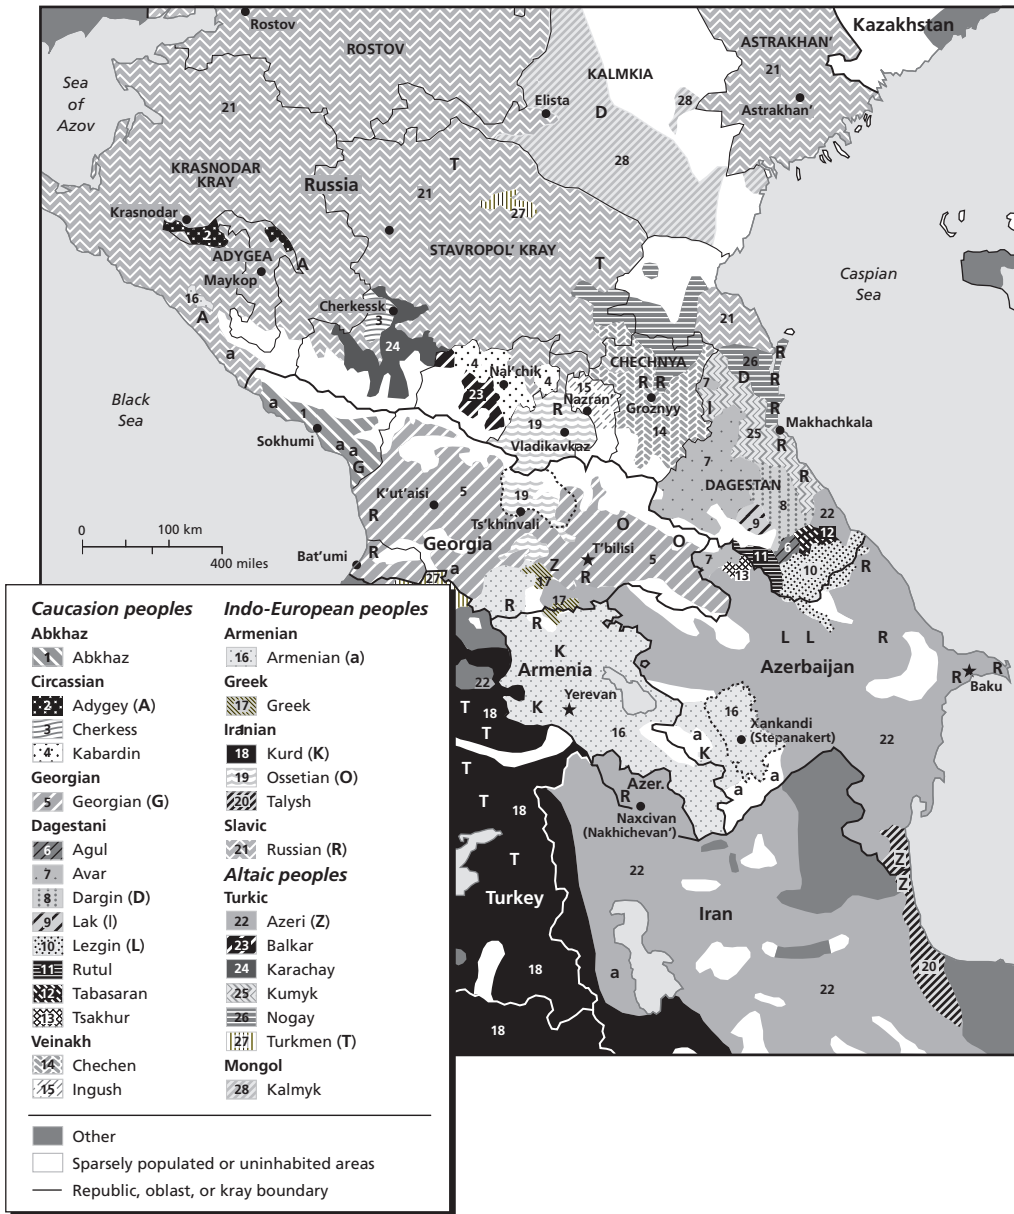 Rostov
Kazakhstan
ROSTOV
ASTRAKHAN’
Sea
of
Azov
21
KALMKIA
21
Elista
D
28
Astrakhan’
21
28
KRASNODAR
KRAY
Russia
T
21
27
Krasnodar
2
STAVROPOL’ KRAY
ADYGEA
A
Maykop
T
Caspian
Sea
16
A
Cherkessk
3
21
a
24
4
Nal’chik
4
CHECHNYA
R R
7
26
D
R
R
Black
Sea
a
1
23
15
Nazran’
R
Groznyy
l
R
Sokhumi
a
a
G
19
Vladikavkaz
14
25
Makhachkala
R
7
DAGESTAN
R
K’ut’aisi
5
19
Ts’khinvali
8
22
R
O
9
12
0
100 km
400 miles
R
Georgia
T’bilisi
O
5
7
6
11
13
10
R
Bat’umi
27
a
Z
17
R
17
R
R
L L
R
K
Armenia
Azerbaijan
R
R
Baku
22
Yerevan
T
18
K
16
Xankandi
(Stepanakert)
T
16
a
K
22
T
a
a
Azer.
R
Naxcivan
(Nakhichevan’)
T
18
22
T
Z
Z
Turkey
Iran
18
a
20
22
18
Caucasion peoples
Abkhaz
1 Abkhaz
Circassian
2 Adygey (A)
3 Cherkess
4 Kabardin
Georgian
5 Georgian (G)
Dagestani
6 Agul
7 Avar
8 Dargin (D)
9 Lak (l)
10 Lezgin (L)
11 Rutul
12 Tabasaran
13 Tsakhur
Veinakh
14 Chechen
15 Ingush
Indo-European peoples
Armenian
16 Armenian (a)
Greek
17 Greek
Iranian
18 Kurd (K)
19 Ossetian (O)
20 Talysh
Slavic
21 Russian (R)
Altaic peoples
Turkic
22 Azeri (Z)
23 Balkar
24 Karachay
25 Kumyk
26 Nogay
27 Turkmen (T)
Mongol
28 Kalmyk
Other
Sparsely populated or uninhabited areas
Republic, oblast, or kray boundary